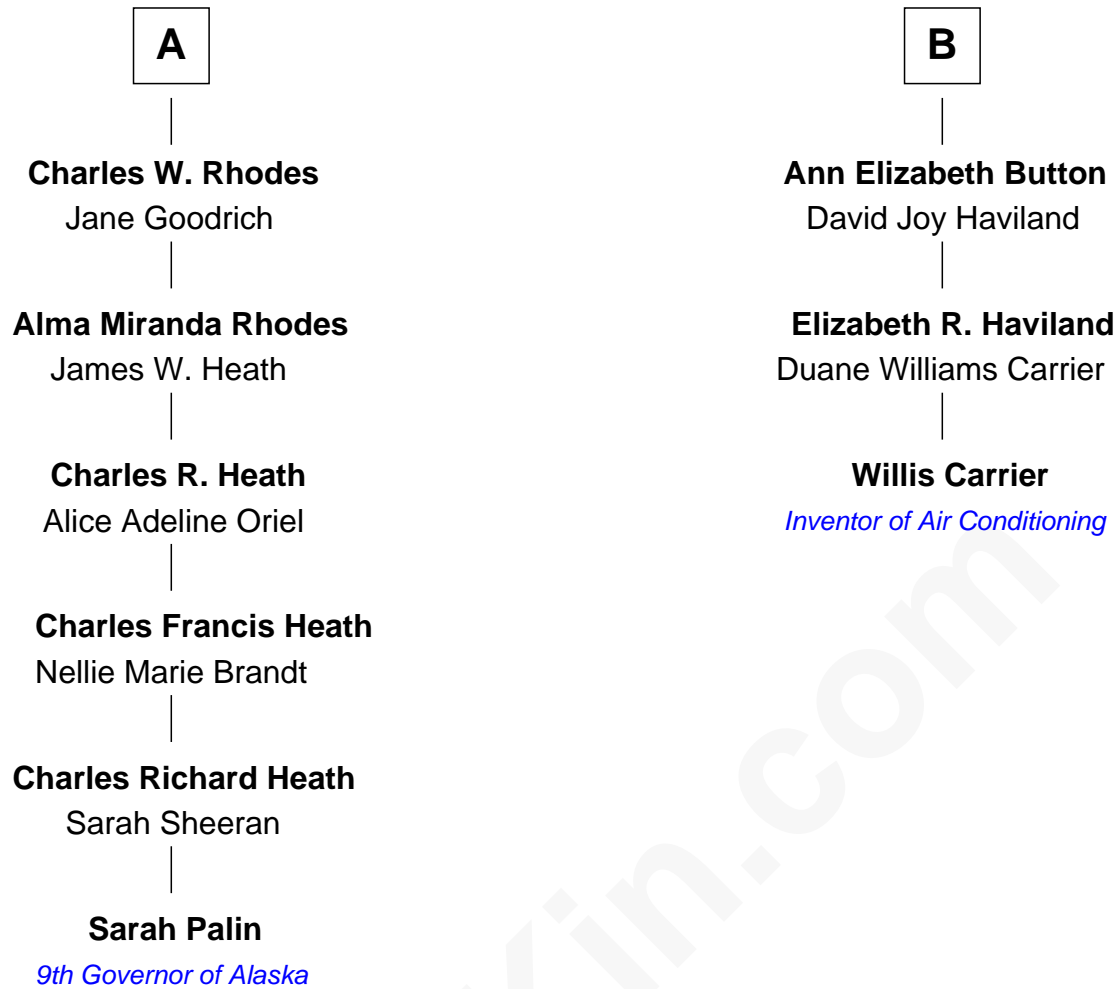 A
Charles W. Rhodes
Jane Goodrich
Alma Miranda Rhodes
James W. Heath
Charles R. Heath
Alice Adeline Oriel
Charles Francis Heath
Nellie Marie Brandt
Charles Richard Heath
Sarah Sheeran
Sarah Palin
9th Governor of Alaska
B
Ann Elizabeth Button
David Joy Haviland
Elizabeth R. Haviland
Duane Williams Carrier
Willis Carrier
Inventor of Air Conditioning
Kin.com